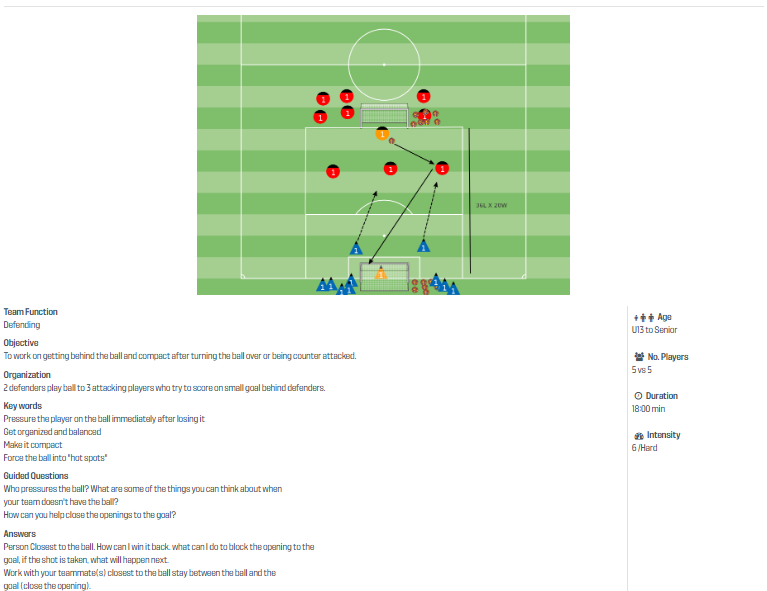 36L X 20W
Team Function
Defending
Objective
To work on getting behind the ball and compact after turning the ball over or being counter attacked.
Organization
2 defenders play ball to 3 attacking players who try to score on small goal behind defenders.
Key words
Pressure the player on the ball immediately after losing it
Get organized and balanced
Make it compact
Force the ball into "hot spots"
Guided Questions
Who pressures the ball? What are some of the things you can think about when
your team doesn't have the ball?
How can you help close the openings to the goal?
Answers
Person Closest to the ball. How can I win it back, what can I do to block the opening to the
goal, if the shot is taken, what will happen next.
Work with your teammate(s) closest to the ball stay between the ball and the
goal (close the opening).
Age
U13 to Senior
No. Players
5 vs 5
Duration
18:00 min
Intensity
6 /Hard